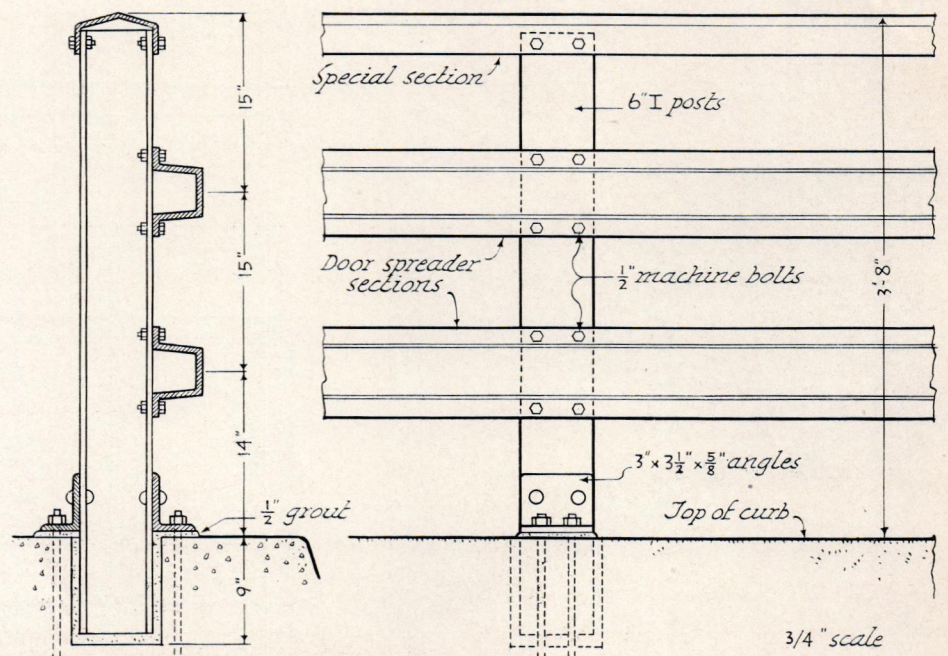 15"
15"
14"
9"
Special section
6" I posts
Door spreader
sections
1/2" machine bolts
3'-8"
3" x 3 1/2" x 5/8" angles
1/2" grout
Top of curb
3/4" scale